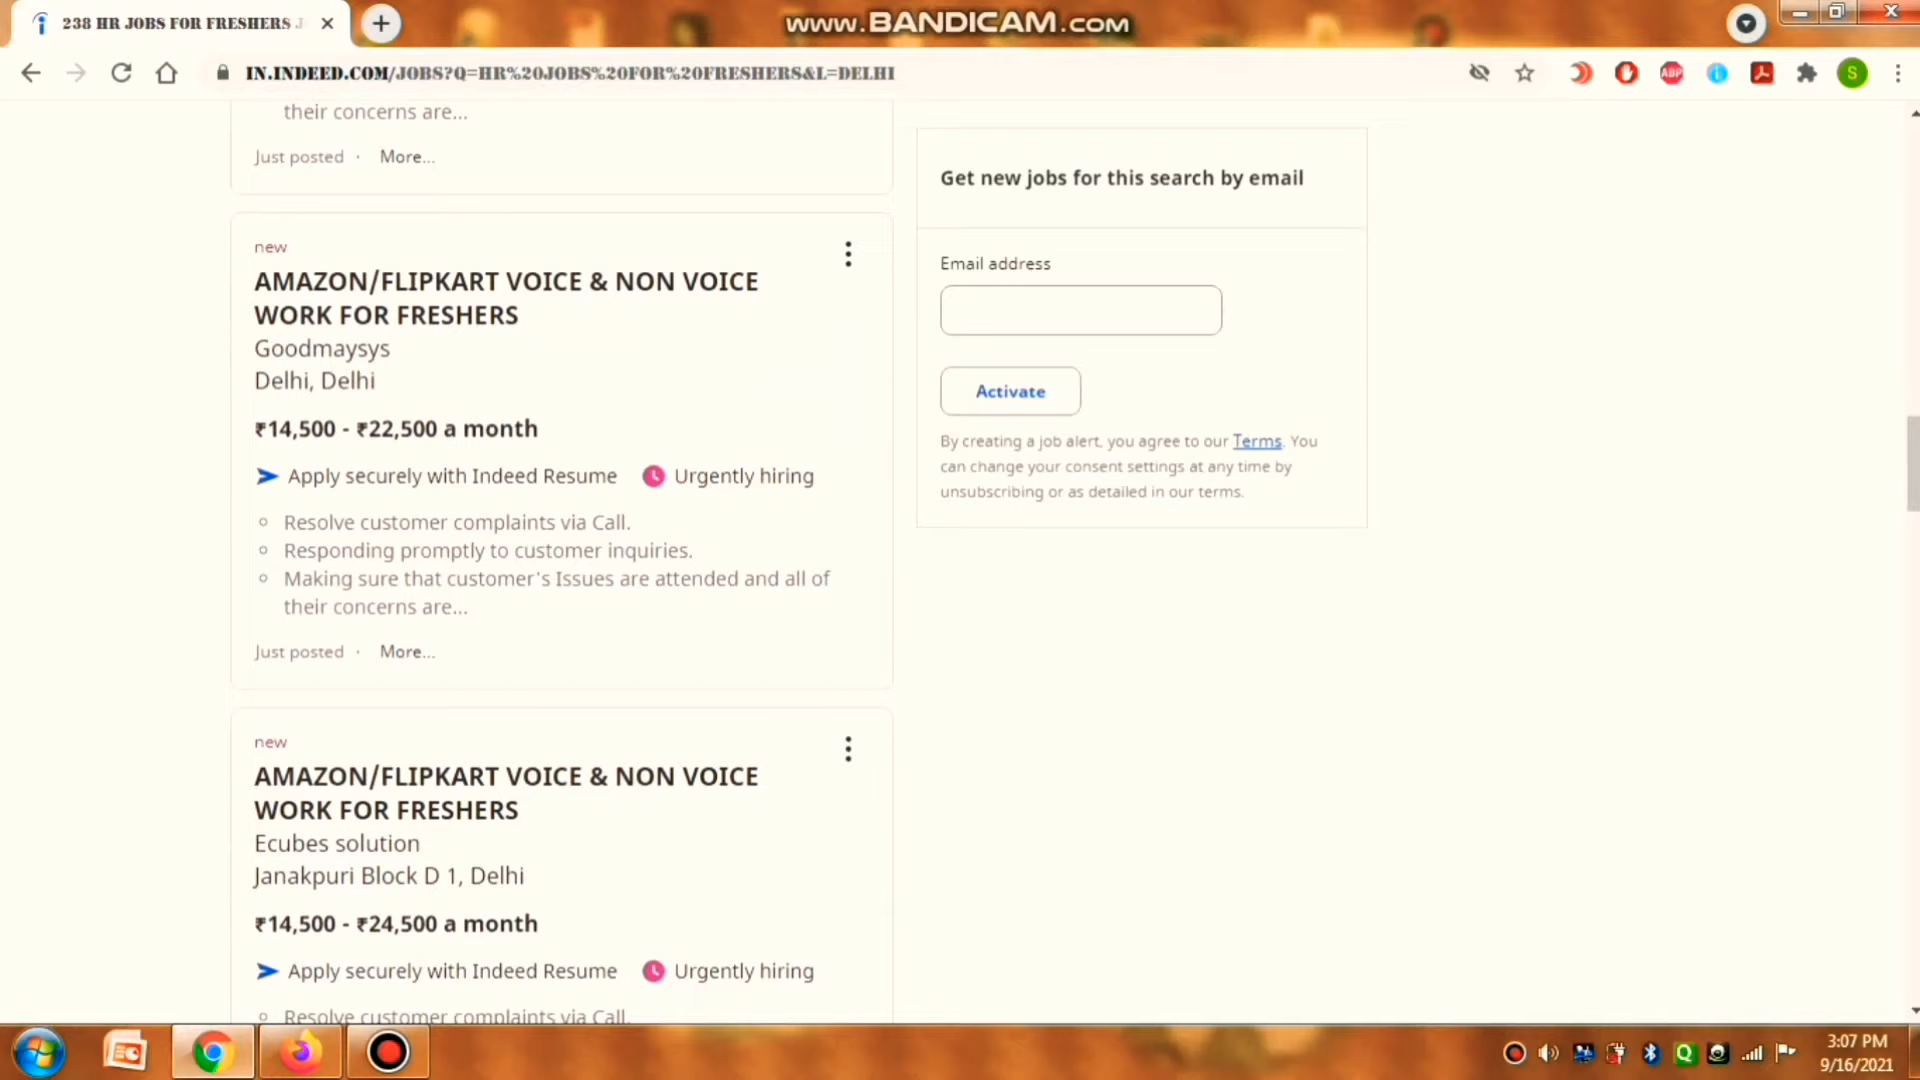 238 HR JOBS FOR FRESHERS J
WWW.BANDICAM.COM
IN.INDEED.COM/JOBS?Q=HR%20JOBS%20FOR%20FRESHERS&L=DELHI
ABP
S
their concerns are...
Just posted · More...
new
AMAZON/FLIPKART VOICE & NON VOICE
WORK FOR FRESHERS
Goodmaysys
Delhi, Delhi
₹14,500 - ₹22,500 a month
Apply securely with Indeed Resume Urgently hiring
Resolve customer complaints via Call.
Responding promptly to customer inquiries.
Making sure that customer's Issues are attended and all of
their concerns are...
Just posted · More...
new
AMAZON/FLIPKART VOICE & NON VOICE
WORK FOR FRESHERS
Ecubes solution
Janakpuri Block D 1, Delhi
₹14,500 - ₹24,500 a month
Apply securely with Indeed Resume Urgently hiring
Resolve customer complaints via Call.
Get new jobs for this search by email
Email address
Activate
By creating a job alert, you agree to our Terms. You
can change your consent settings at any time by
unsubscribing or as detailed in our terms.
3:07 PM
9/16/2021